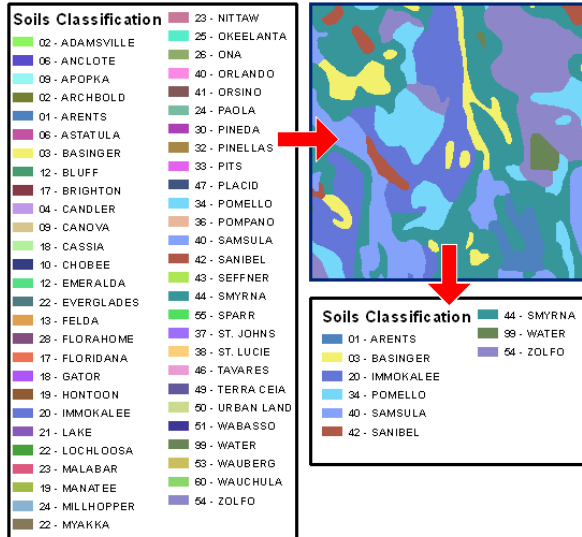 Soils Classification
02 - ADAMSVILLE
06 - ANCLOTE
09 - APOPKA
02 - ARCHBOLD
01 - ARENTS
06 - ASTATULA
03 - BASINGER
12 - BLUFF
17 - BRIGHTON
04 - CANDLER
09 - CANOVA
18 - CASSIA
10 - CHOBEE
12 - EMERALDA
22 - EVERGLADES
13 - FELDA
28 - FLORAHOME
17 - FLORIDANA
18 - GATOR
19 - HONTOON
20 - IMMOKALEE
21 - LAKE
22 - LOCHLOOSA
23 - MALABAR
19 - MANATEE
24 - MILLHOPPER
22 - MYAKKA
23 - NITTAW
25 - OKEELANTA
26 - ONA
40 - ORLANDO
41 - ORSINO
24 - PAOLA
30 - PINEDA
32 - PINELLAS
33 - PITS
47 - PLACID
34 - POMELLO
36 - POMPANO
40 - SAMSULA
42 - SANIBEL
43 - SEFFNER
44 - SMYRNA
55 - SPARR
37 - ST. JOHNS
38 - ST. LUCIE
46 - TAVARES
49 - TERRA CEIA
50 - URBAN LAND
51 - WABASSO
99 - WATER
53 - WAUBERG
60 - WAUCHULA
54 - ZOLFO
Soils Classification
01 - ARENTS
03 - BASINGER
20 - IMMOKALEE
34 - POMELLO
40 - SAMSULA
42 - SANIBEL
44 - SMYRNA
99 - WATER
54 - ZOLFO